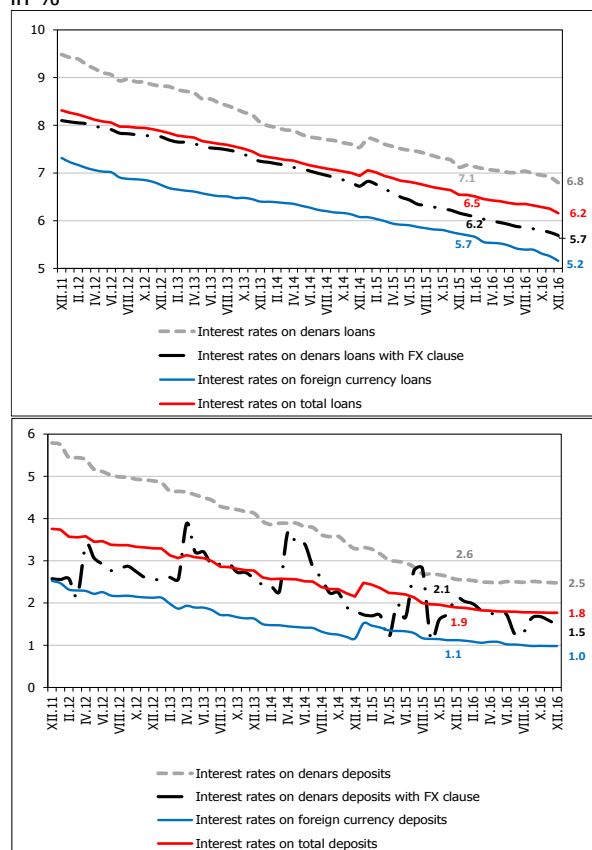 in %
10
9
8
7
6
5
7.1
6.8
6.5
6.2
6.2
5.7
5.7
5.2
XII.11
II.12
IV.12
VI.12
VIII.12
X.12
XII.12
II.13
IV.13
VI.13
VIII.13
X.13
XII.13
II.14
IV.14
VI.14
VIII.14
X.14
XII.14
II.15
IV.15
VI.15
VIII.15
X.15
XII.15
II.16
IV.16
VI.16
VIII.16
X.16
XII.16
Interest rates on denars loans
Interest rates on denars loans with FX clause
Interest rates on foreign currency loans
Interest rates on total loans
6
5
4
3
2
1
0
2.6
2.5
2.1
1.9
1.8
1.5
1.1
1.0
XII.11
II.12
IV.12
VI.12
VIII.12
X.12
XII.12
II.13
IV.13
VI.13
VIII.13
X.13
XII.13
II.14
IV.14
VI.14
VIII.14
X.14
XII.14
II.15
IV.15
VI.15
VIII.15
X.15
XII.15
II.16
IV.16
VI.16
VIII.16
X.16
XII.16
Interest rates on denars deposits
Interest rates on denars deposits with FX clause
Interest rates on foreign currency deposits
Interest rates on total deposits